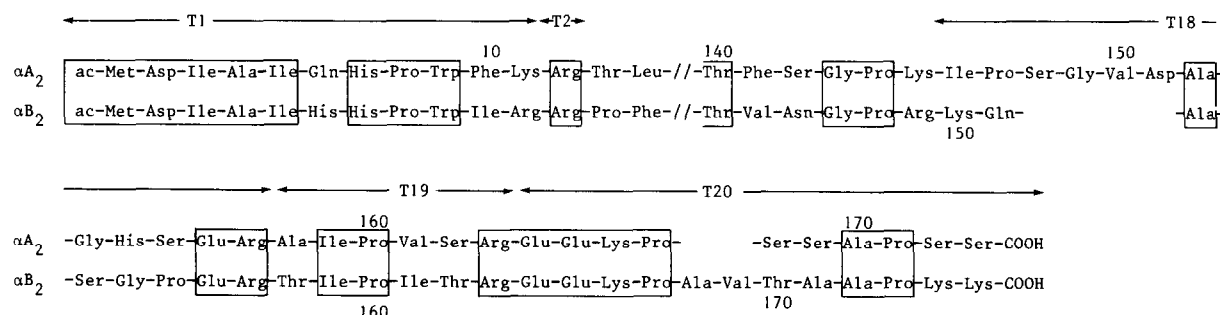 T1 T2 T18
10 140 150
αA2 ac-Met-Asp-Ile-Ala-Ile-Gln-His-Pro-Trp-Phe-Lys-Arg-Thr-Leu-//-Thr-Phe-Ser-Gly-Pro-Lys-Ile-Pro-Ser-Gly-Val-Asp-Ala-
αB2 ac-Met-Asp-Ile-Ala-Ile-His-His-Pro-Trp-Ile-Arg-Arg-Pro-Phe-//-Thr-Val-Asn-Gly-Pro-Arg-Lys-Gln- -Ala-
150
T19 T20
160 170
αA2 -Gly-His-Ser-Glu-Arg-Ala-Ile-Pro-Val-Ser-Arg-Glu-Glu-Lys-Pro- -Ser-Ser-Ala-Pro-Ser-Ser-COOH
αB2 -Ser-Gly-Pro-Glu-Arg-Thr-Ile-Pro-Ile-Thr-Arg-Glu-Glu-Lys-Pro-Ala-Val-Thr-Ala-Ala-Pro-Lys-Lys-COOH
160 170